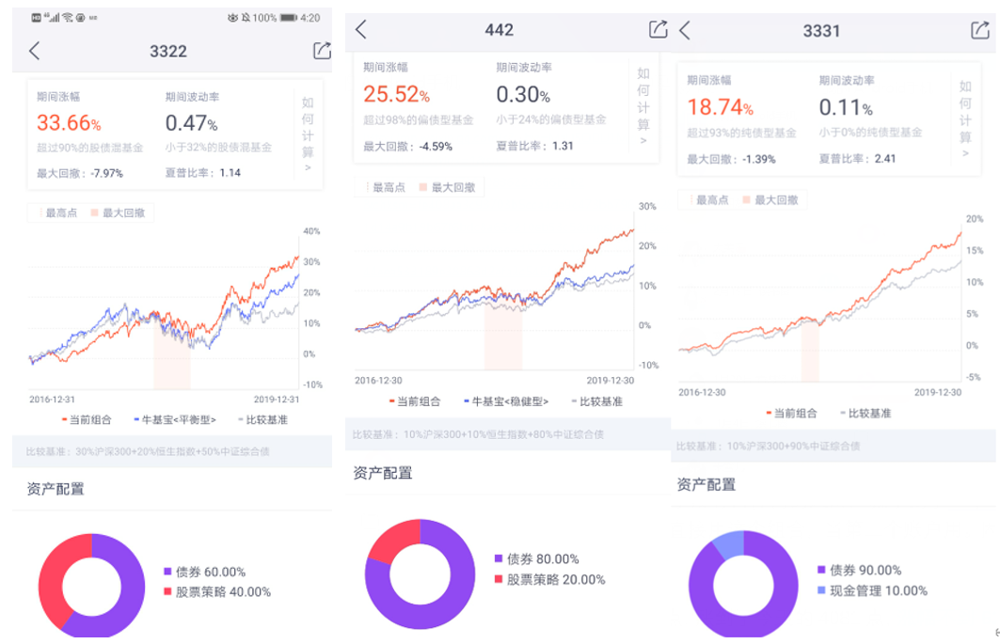 100% 4:20
3322
期间涨幅
期间波动率
33.66%
0.47%
超过90%的股债混基金
小于32%的股债混基金
最大回撤：-7.97%
夏普比率：1.14
如何计算>
最高点
最大回撤
40%
30%
20%
10%
0%
-10%
2016-12-31
2019-12-31
当前组合
牛基宝<平衡型>
比较基准
比较基准：30%沪深300+20%恒生指数+50%中证综合债
资产配置
债券 60.00%
股票策略 40.00%
442
期间涨幅
期间波动率
25.52%
0.30%
超过98%的偏债型基金
小于24%的偏债型基金
最大回撤：-4.59%
夏普比率：1.31
如何计算>
最高点
最大回撤
30%
20%
10%
0%
-10%
2016-12-30
2019-12-30
当前组合
牛基宝<稳健型>
比较基准
比较基准：10%沪深300+10%恒生指数+80%中证综合债
资产配置
债券 80.00%
股票策略 20.00%
3331
期间涨幅
期间波动率
18.74%
0.11%
超过93%的纯债型基金
小于0%的纯债型基金
最大回撤：-1.39%
夏普比率：2.41
如何计算>
最高点
最大回撤
20%
15%
10%
5%
0%
-5%
2016-12-30
2019-12-30
当前组合
比较基准
比较基准：10%沪深300+90%中证综合债
资产配置
债券 90.00%
现金管理 10.00%